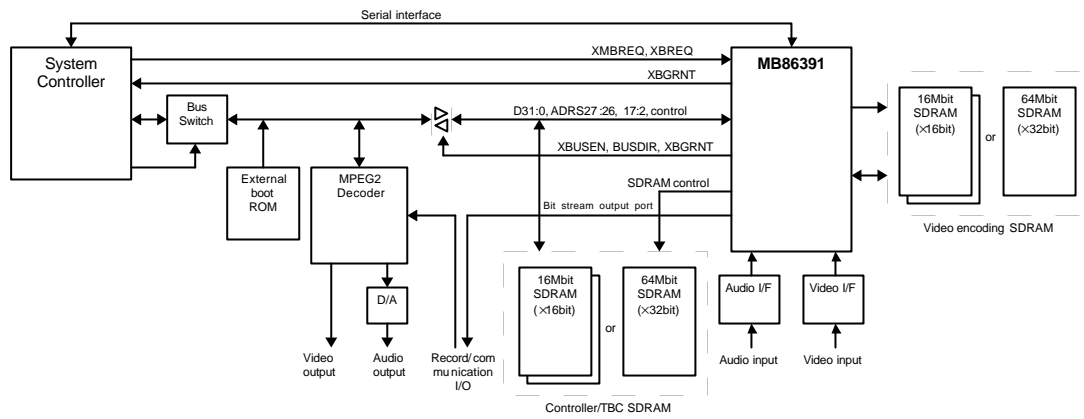 Serial interface
System
Controller
XMBREQ, XBREQ
MB86391
XBGRNT
Bus
Switch
D31:0, ADRS27:26, 17:2, control
16Mbit
SDRAM
(×16bit)
or
64Mbit
SDRAM
(×32bit)
XBUSEN, BUSDIR, XBGRNT
External
boot
ROM
MPEG2
Decoder
SDRAM control
Bit stream output port
Video encoding SDRAM
16Mbit
SDRAM
(×16bit)
or
64Mbit
SDRAM
(×32bit)
Audio I/F
Video I/F
D/A
Video
output
Audio
output
Record/com
munication
I/O
Audio input
Video input
Controller/TBC SDRAM